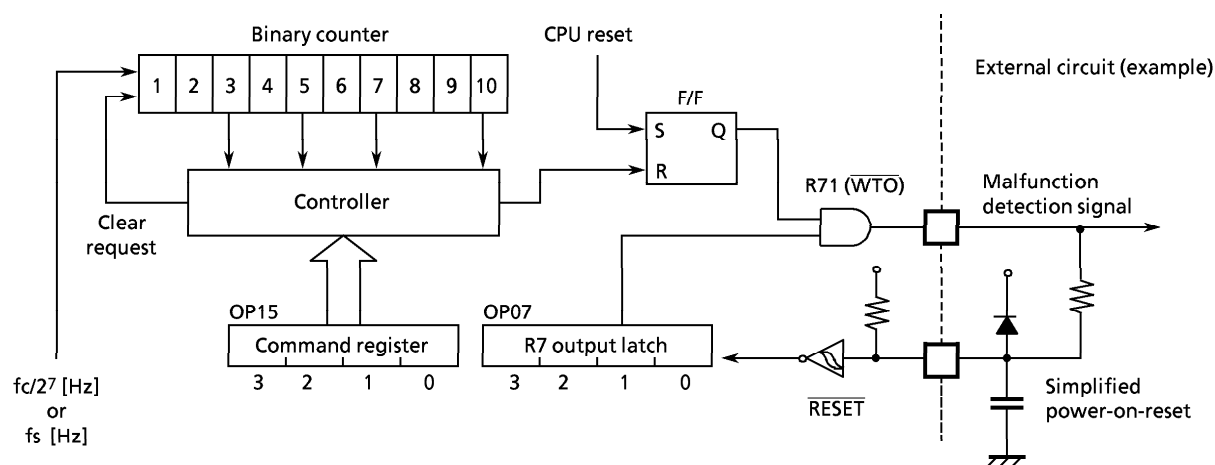 Binary counter
CPU reset
External circuit (example)
1 2 3 4 5 6 7 8 9 10
F/F
S Q
R
R71 (W̅T̅O̅)
Malfunction
detection signal
Controller
Clear
request
OP15
OP07
Command register
R7 output latch
3 2 1 0
3 2 1 0
fc/2⁷ [Hz]
or
fs [Hz]
R̅E̅S̅E̅T̅
Simplified
power-on-reset